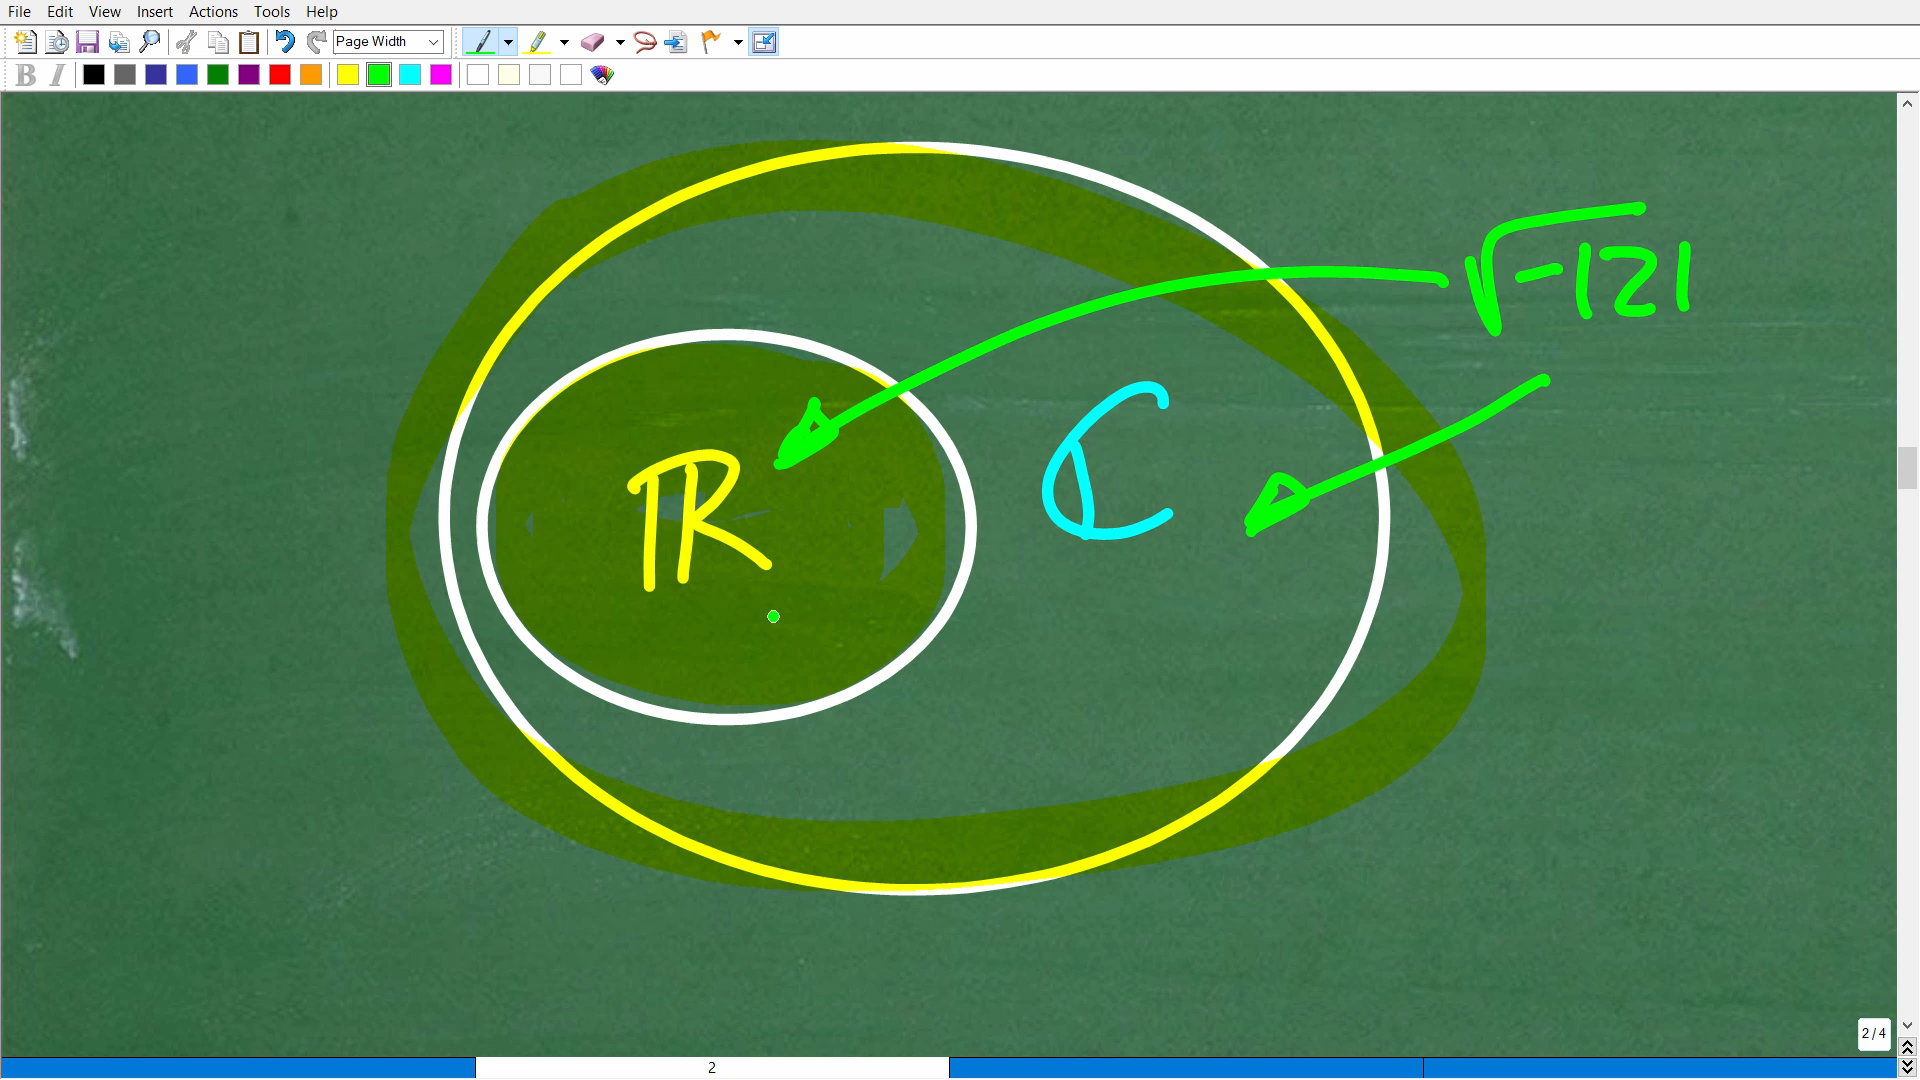 File Edit View Insert Actions Tools Help
Page Width
B I
√-121
ℝ
ℂ
2 / 4
2